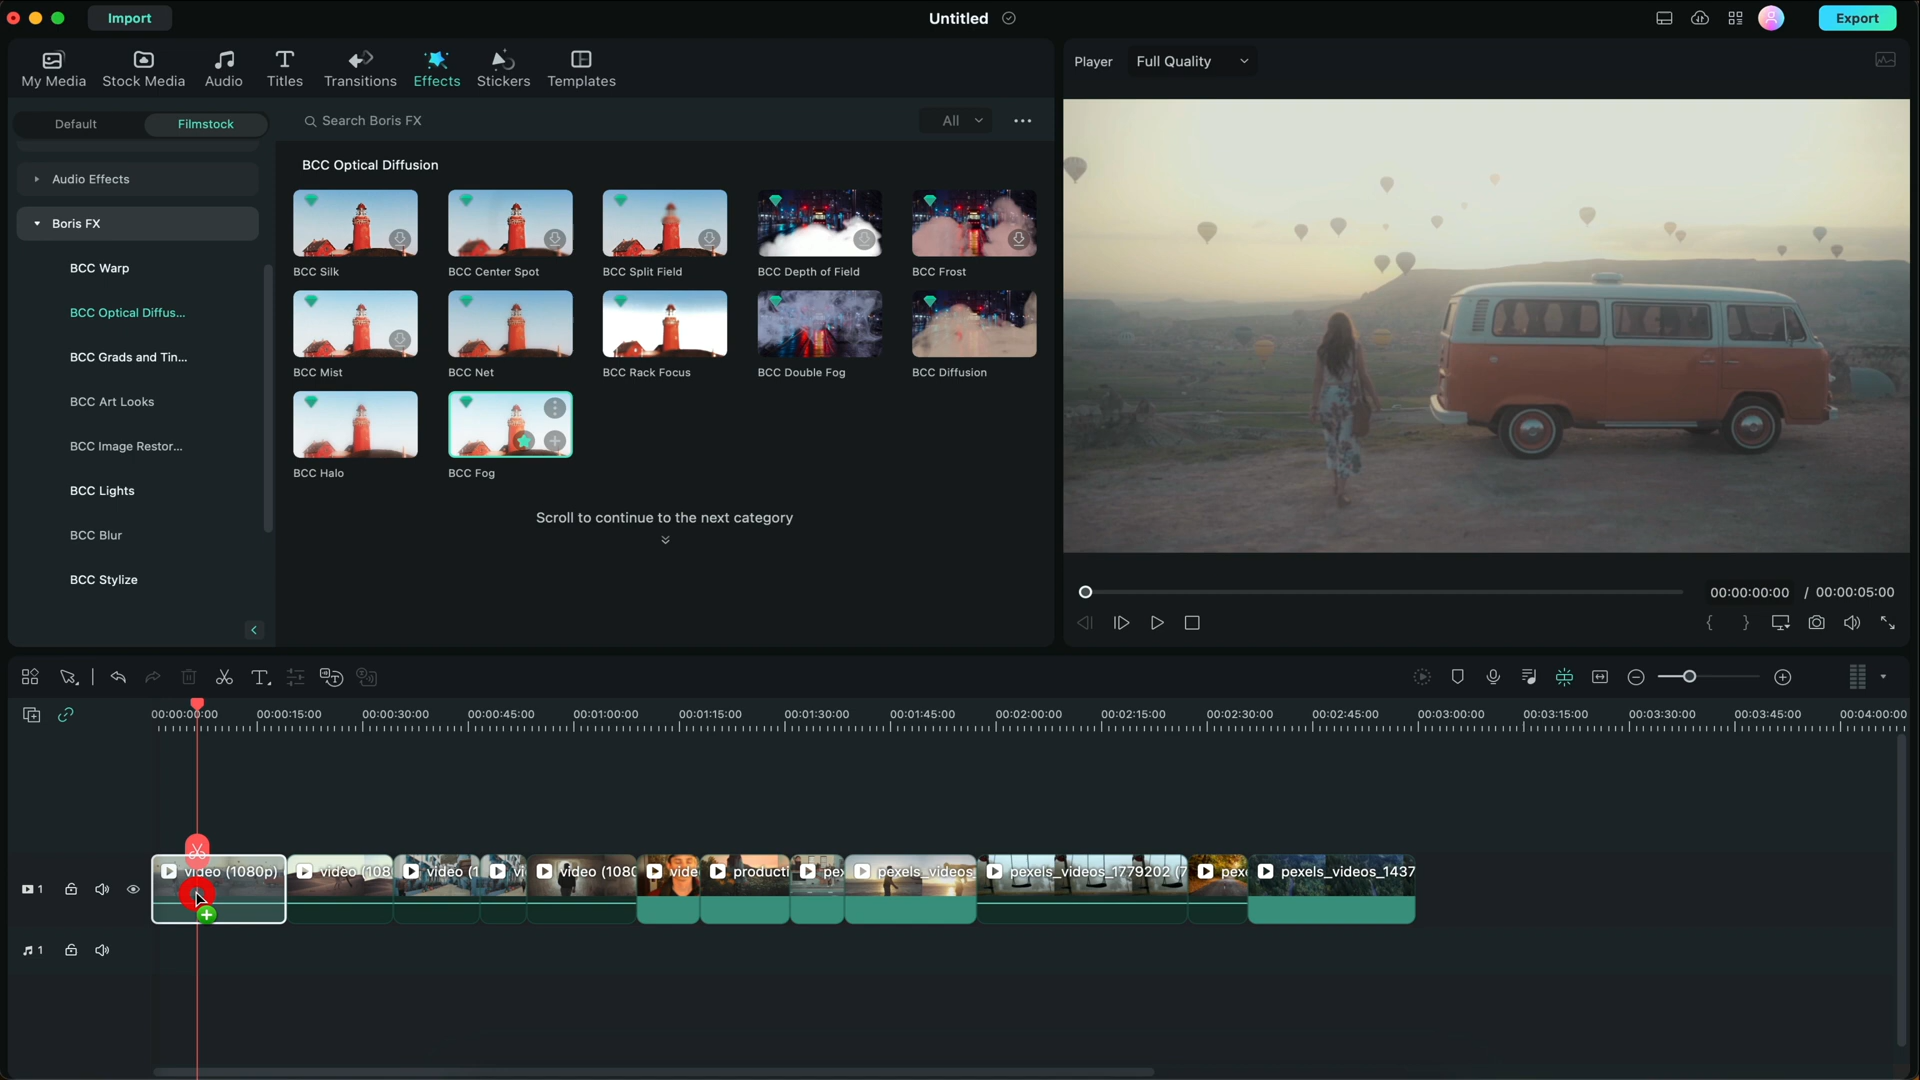 Import
Untitled
Export
My Media
Stock Media
Audio
Titles
Transitions
Effects
Stickers
Templates
Player
Full Quality
Default
Filmstock
Search Boris FX
All
Audio Effects
Boris FX
BCC Warp
BCC Optical Diffus...
BCC Grads and Tin...
BCC Art Looks
BCC Image Restor...
BCC Lights
BCC Blur
BCC Stylize
BCC Optical Diffusion
BCC Silk
BCC Center Spot
BCC Split Field
BCC Depth of Field
BCC Frost
BCC Mist
BCC Net
BCC Rack Focus
BCC Double Fog
BCC Diffusion
BCC Halo
BCC Fog
Scroll to continue to the next category
00:00:00:00 / 00:00:05:00
{ }
00:00:00:00 00:00:15:00 00:00:30:00 00:00:45:00 00:01:00:00 00:01:15:00 00:01:30:00 00:01:45:00 00:02:00:00 00:02:15:00 00:02:30:00 00:02:45:00 00:03:00:00 00:03:15:00 00:03:30:00 00:03:45:00 00:04:00:00
1
video (1080p)
video (108
video (1
vi
video (1080
vide
producti
pex
pexels_videos
pexels_videos_1779202 (7
pexe
pexels_videos_1437
1